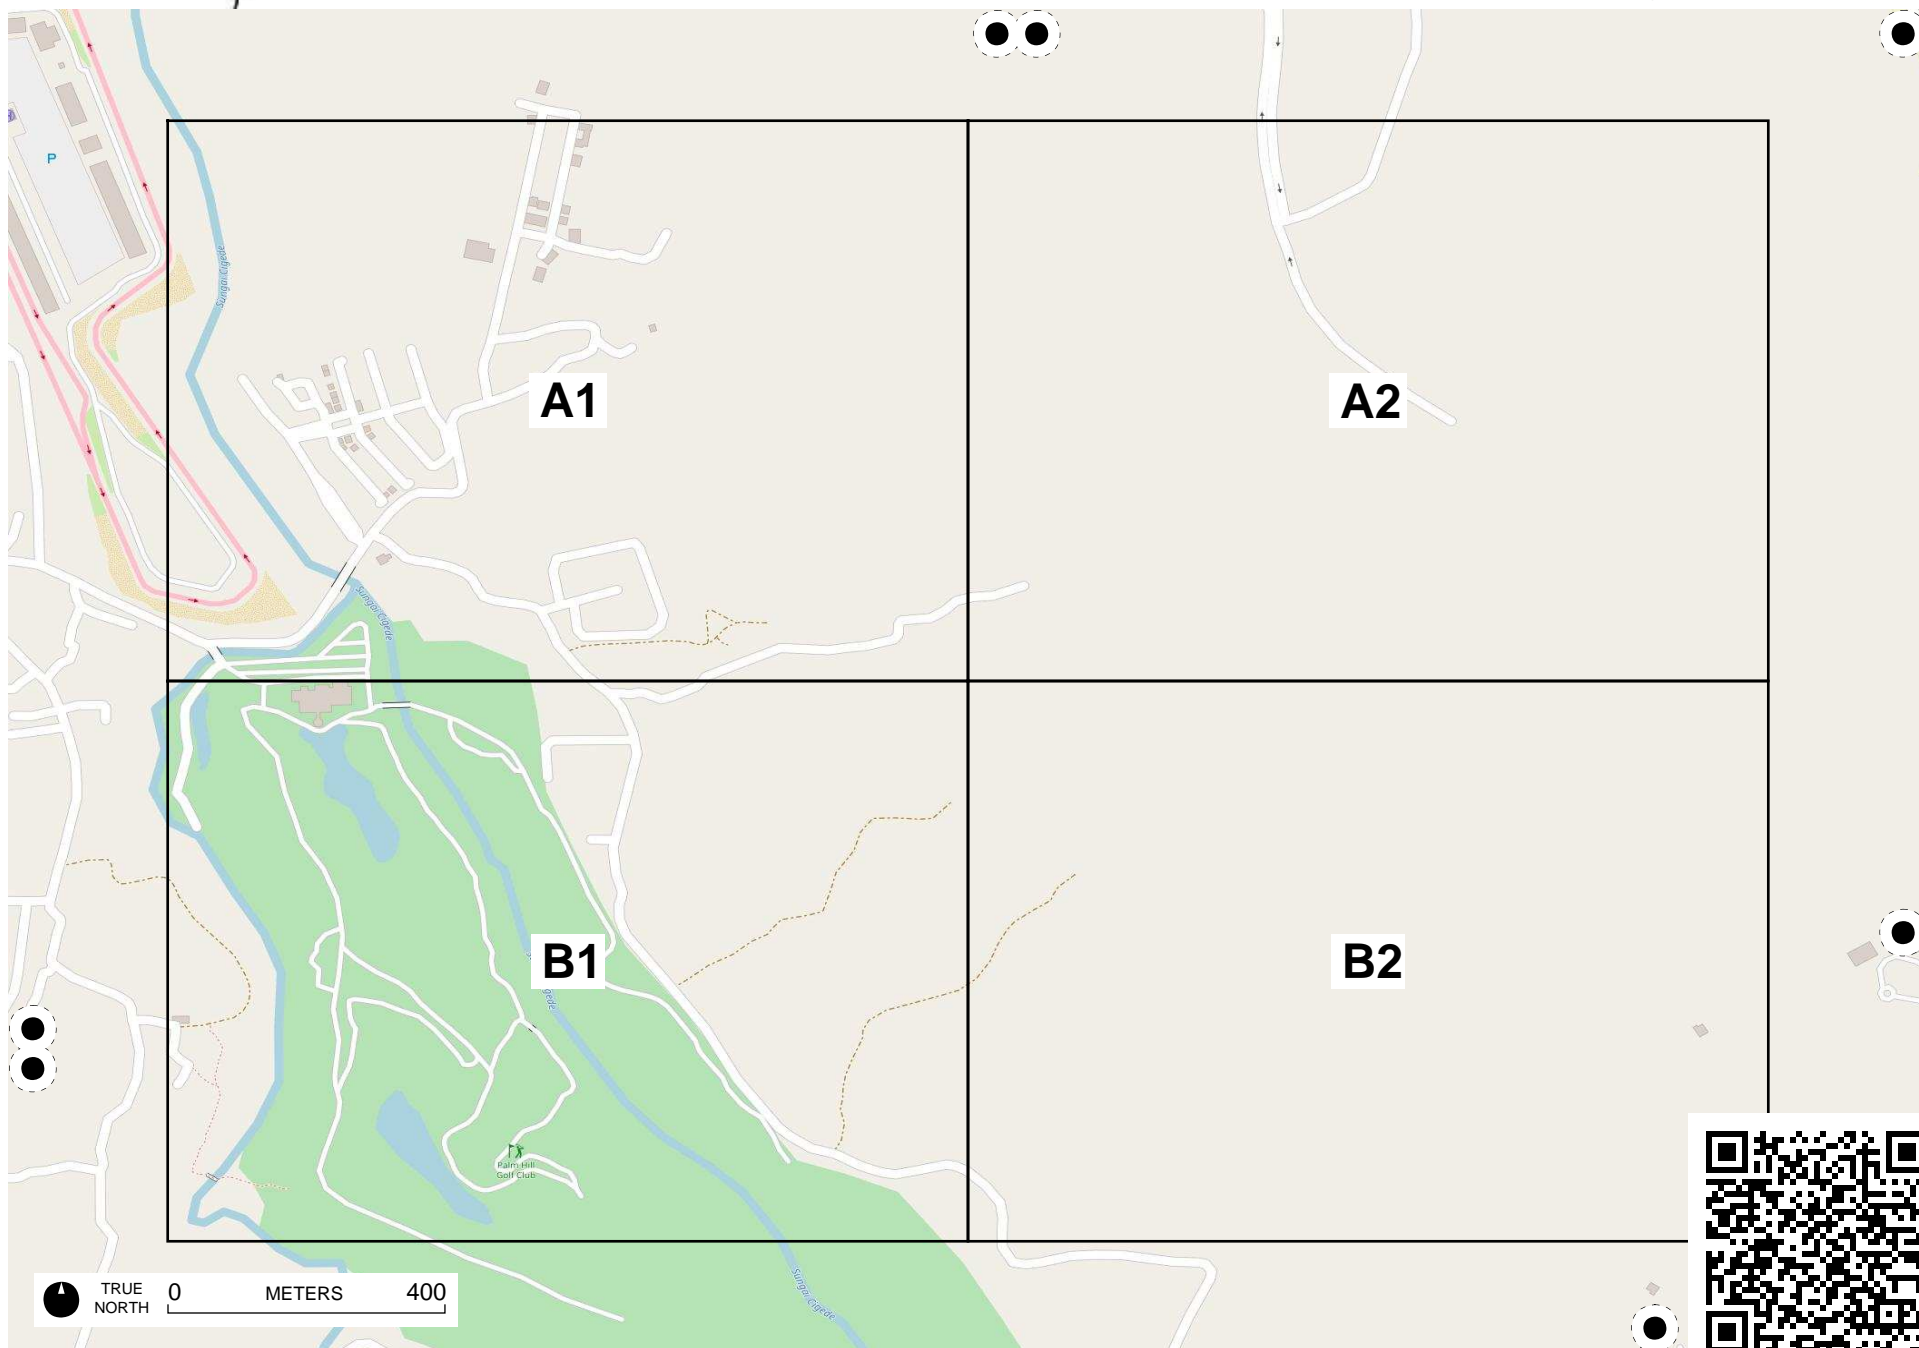 P
Sungai Cigede
A1
A2
Sungai Cigede
B1
B2
gede
Palm Hill
Golf Club
Sungai Cigede
TRUE
NORTH
0
METERS
400